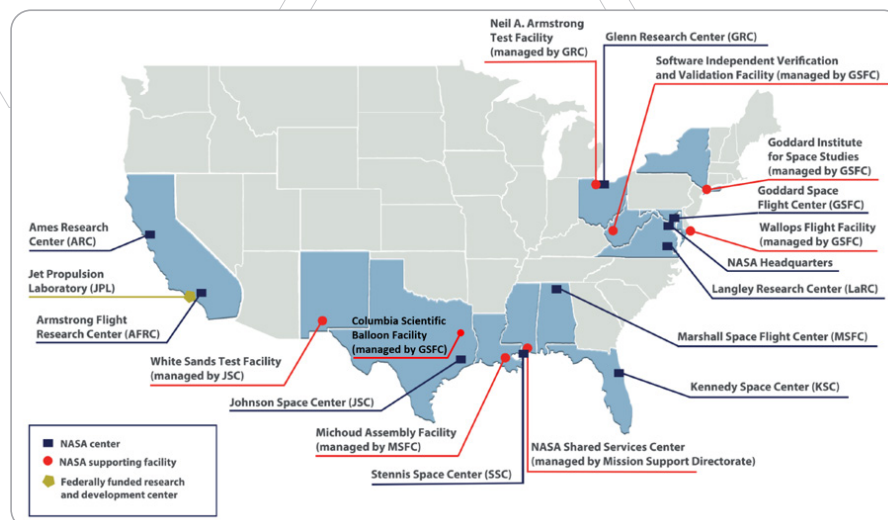 Neil A. Armstrong
Test Facility
(managed by GRC)
Glenn Research Center (GRC)
Software Independent Verification
and Validation Facility (managed by GSFC)
Goddard Institute
for Space Studies
(managed by GSFC)
Goddard Space
Flight Center (GSFC)
Wallops Flight Facility
(managed by GSFC)
NASA Headquarters
Langley Research Center (LaRC)
Ames Research
Center (ARC)
Jet Propulsion
Laboratory (JPL)
Armstrong Flight
Research Center (AFRC)
Columbia Scientific
Balloon Facility
(managed by GSFC)
Marshall Space Flight Center (MSFC)
White Sands Test Facility
(managed by JSC)
Kennedy Space Center (KSC)
Johnson Space Center (JSC)
Michoud Assembly Facility
(managed by MSFC)
NASA Shared Services Center
(managed by Mission Support Directorate)
Stennis Space Center (SSC)
NASA center
NASA supporting facility
Federally funded research
and development center